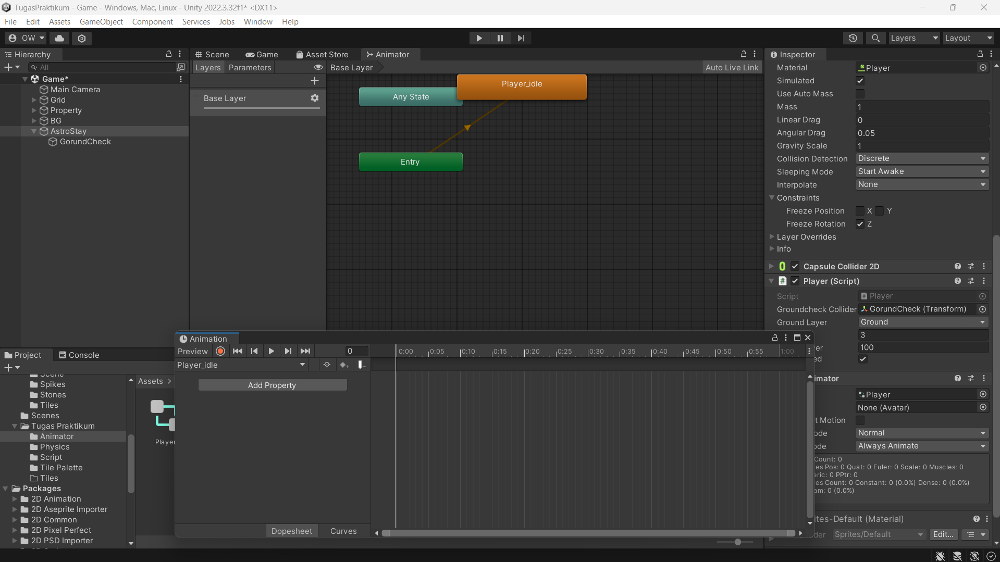 TugasPraktikum - Game - Windows, Mac, Linux - Unity 2022.3.32f1* <DX11>
File Edit Assets GameObject Component Services Jobs Window Help
OW
Layers Layout
Hierarchy
All
Game*
Main Camera
Grid
Property
BG
AstroStay
GorundCheck
Scene Game Asset Store Animator
Layers Parameters Base Layer Auto Live Link
Base Layer
Player_idle
Any State
Entry
Inspector
Material Player
Simulated
Use Auto Mass
Mass 1
Linear Drag 0
Angular Drag 0.05
Gravity Scale 1
Collision Detection Discrete
Sleeping Mode Start Awake
Interpolate None
Constraints
Freeze Position X Y
Freeze Rotation Z
Layer Overrides
Info
Capsule Collider 2D
Player (Script)
Script Player
Groundcheck Collider GorundCheck (Transform)
Ground Layer Ground
3
er 100
ed
imator
Player
None (Avatar)
t Motion
ode Normal
ode Always Animate
Count: 0
es Pos: 0 Quat: 0 Euler: 0 Scale: 0 Muscles: 0
eric: 0 PPtr: 0
es Count: 0 Constant: 0 (0.0%) Dense: 0 (0.0%)
am: 0 (0.0%)
ites-Default (Material)
der Sprites/Default Edit...
Project Console
Scene
Spikes
Stones
Tiles
Scenes
Tugas Praktikum
Animator
Physics
Script
Tile Palette
Tiles
Packages
2D Animation
2D Aseprite Importer
2D Common
2D Pixel Perfect
2D PSD Importer
Assets
Player
Animation
Preview 0
0:00 0:05 0:10 0:15 0:20 0:25 0:30 0:35 0:40 0:45 0:50 0:55 1:00
Player_idle
Add Property
Dopesheet Curves